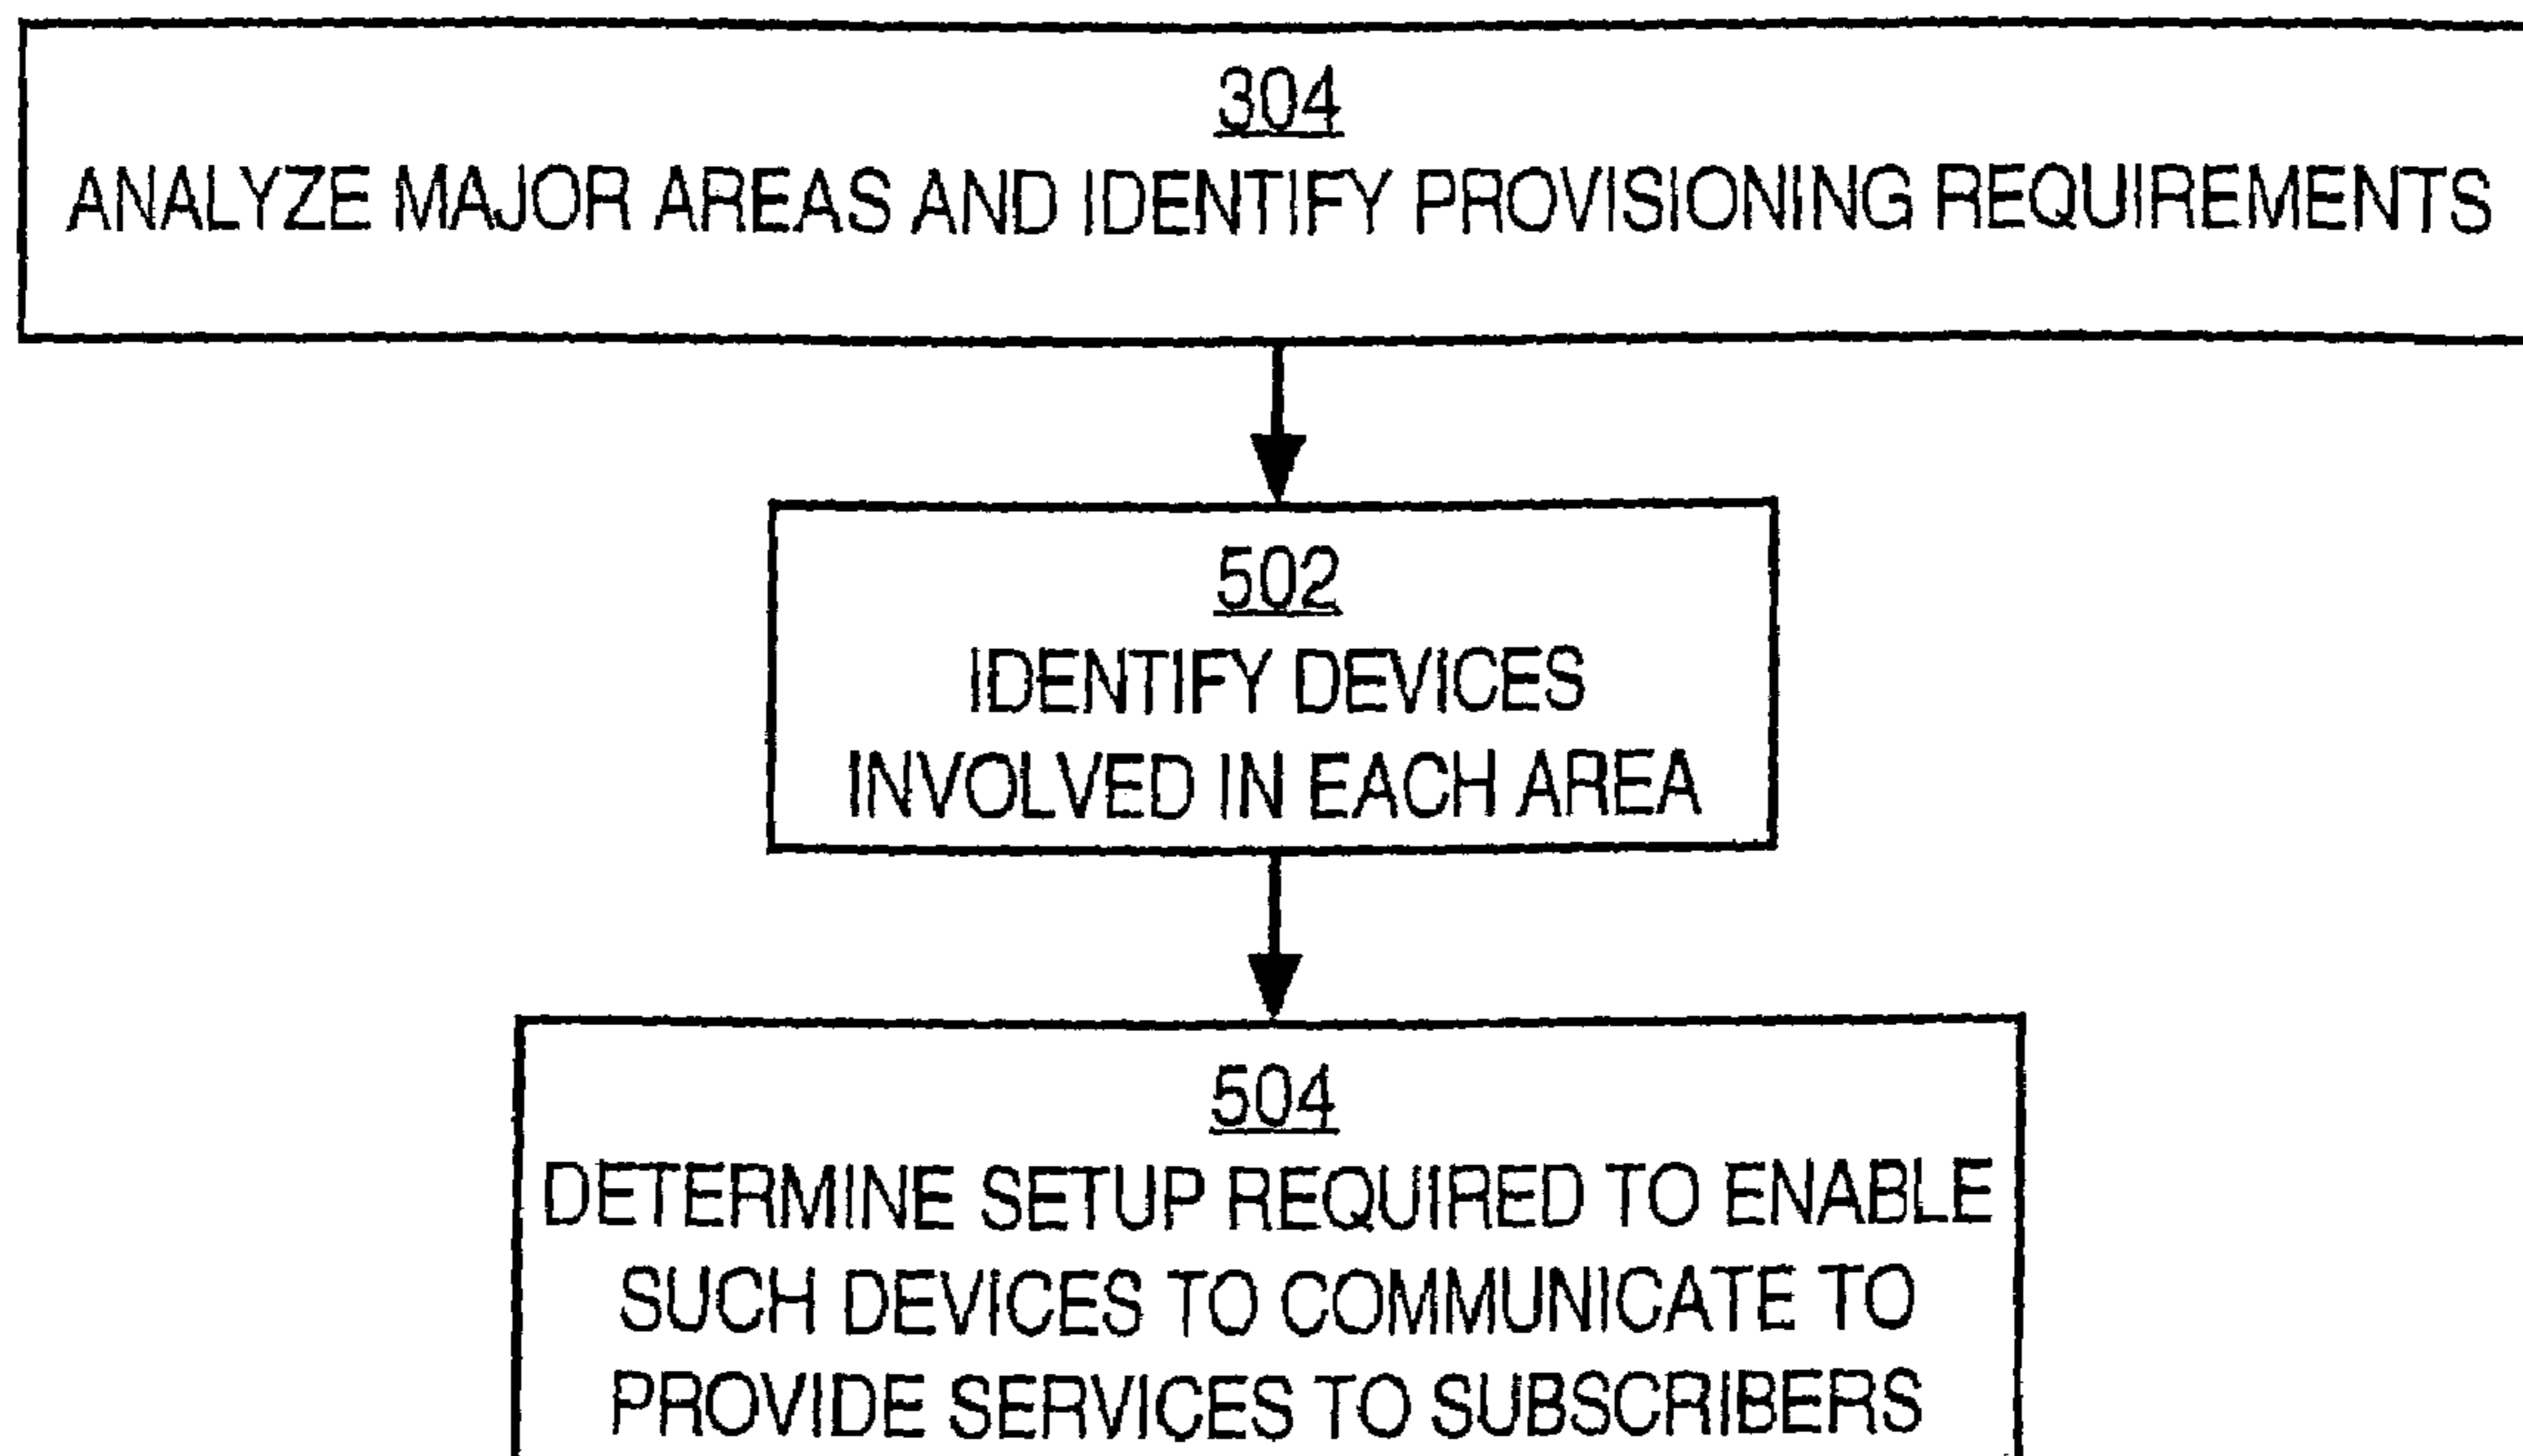 304
ANALYZE MAJOR AREAS AND IDENTIFY PROVISIONING REQUIREMENTS
502
IDENTIFY DEVICES
INVOLVED IN EACH AREA
504
DETERMINE SETUP REQUIRED TO ENABLE
SUCH DEVICES TO COMMUNICATE TO
PROVIDE SERVICES TO SUBSCRIBERS